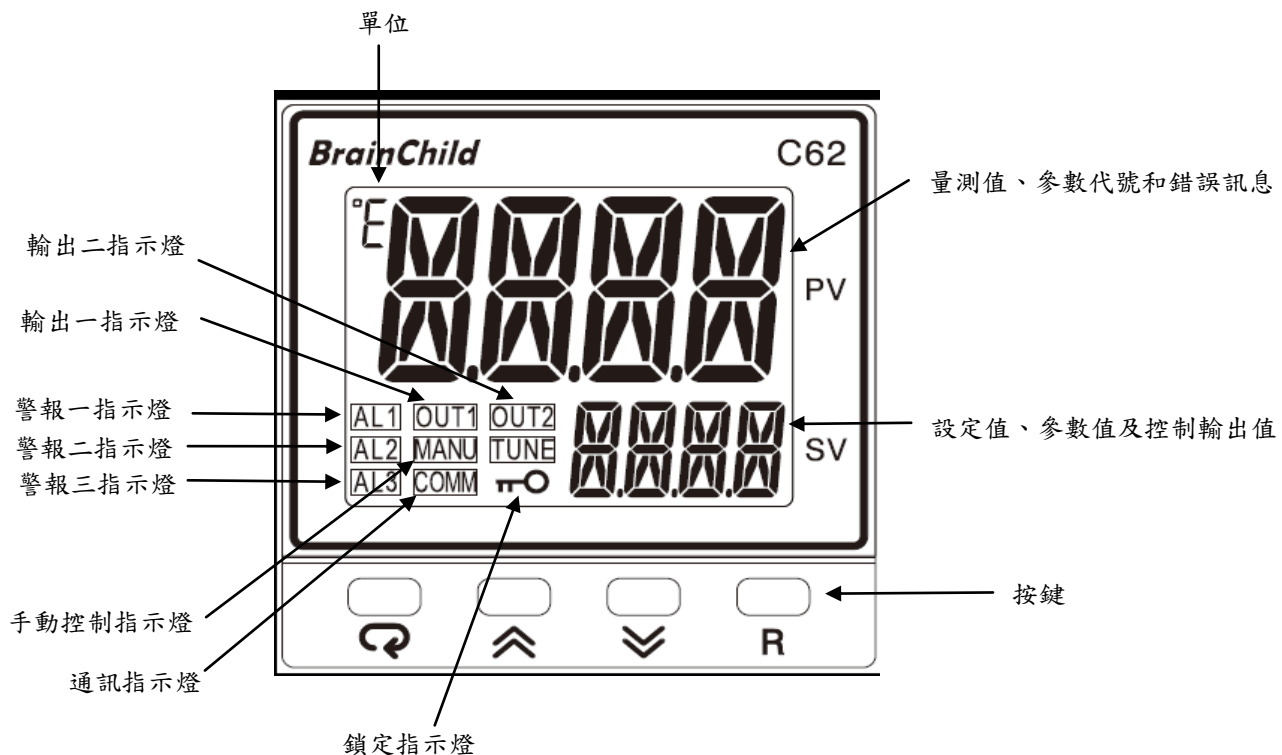 單位
BrainChild
C62
°E
量測值、參數代號和錯誤訊息
輸出二指示燈
PV
輸出一指示燈
警報一指示燈
AL1 OUT1 OUT2
設定值、參數值及控制輸出值
警報二指示燈
AL2 MANU TUNE
SV
警報三指示燈
AL3 COMM
按鍵
手動控制指示燈
R
通訊指示燈
鎖定指示燈